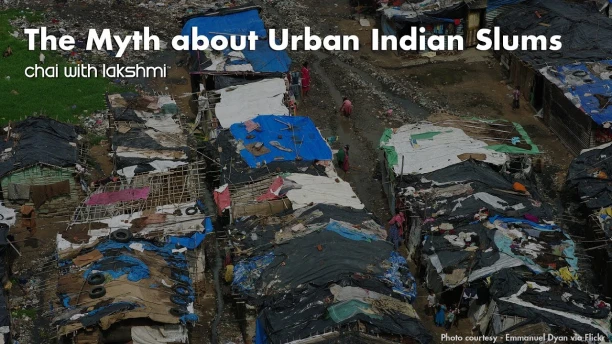 The Myth about Urban Indian Slums
chai with lakshmi
Photo courtesy - Emmanuel Dyan via Flickr